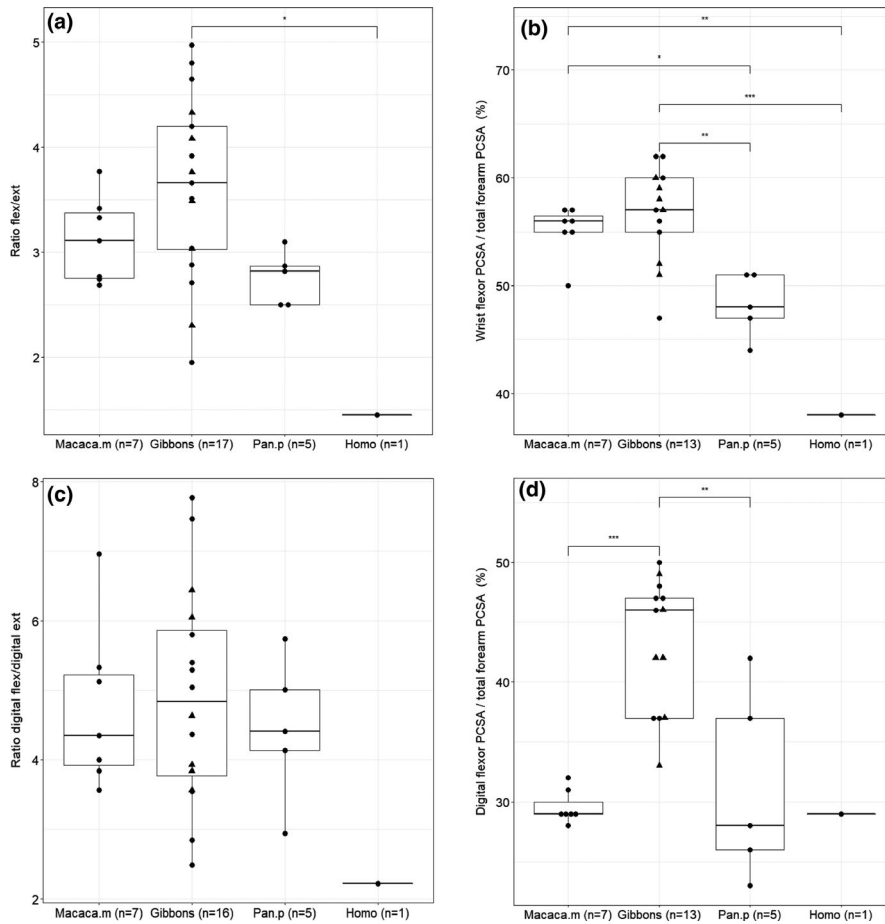 (a)
*
5
4
3
2
Ratio flex/ext
Macaca.m (n=7) Gibbons (n=17) Pan.p (n=5) Homo (n=1)
(b)
**
*
***
**
70
60
50
40
Wrist flexor PCSA / total forearm PCSA (%)
Macaca.m (n=7) Gibbons (n=13) Pan.p (n=5) Homo (n=1)
(c)
8
6
4
2
Ratio digital flex/digital ext
Macaca.m (n=7) Gibbons (n=16) Pan.p (n=5) Homo (n=1)
(d)
**
***
50
40
30
Digital flexor PCSA / total forearm PCSA (%)
Macaca.m (n=7) Gibbons (n=13) Pan.p (n=5) Homo (n=1)